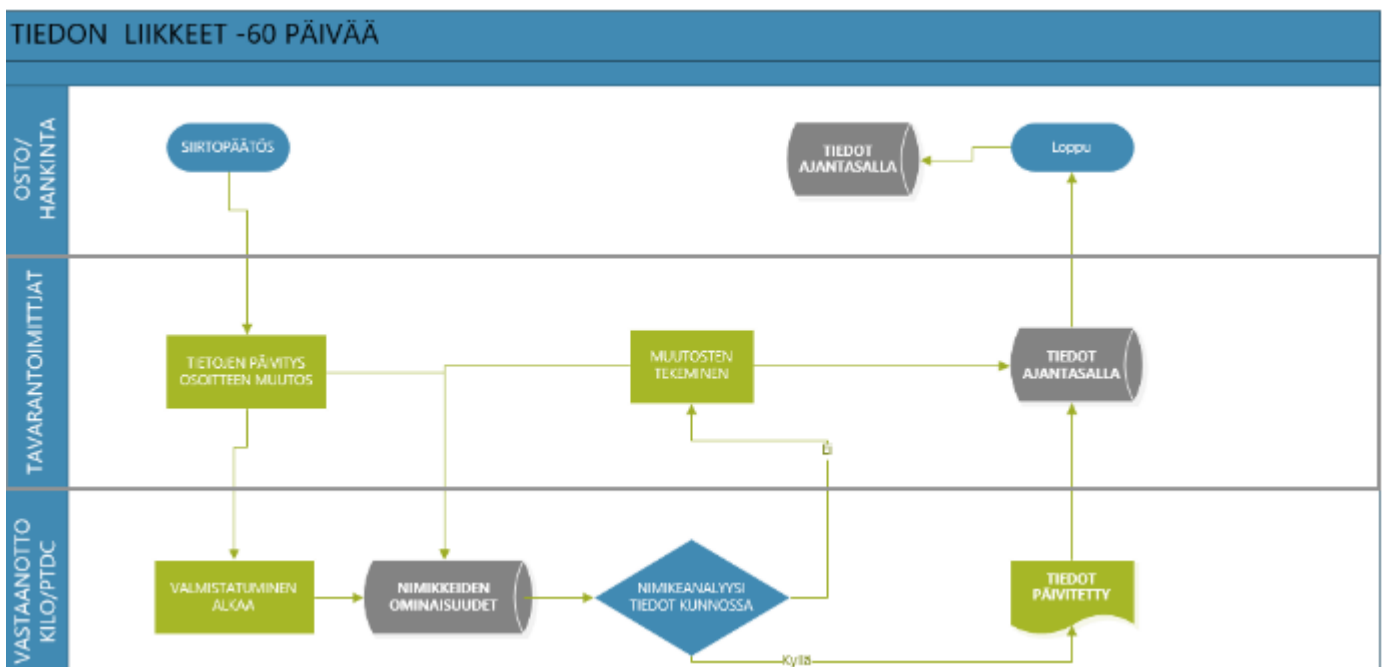 TIEDON LIIKKEET -60 PÄIVÄÄ
OSTO/
HANKINTA
SIIRTOPÄÄTÖS
TIEDOT
AJANTASALLA
Loppu
TAVARANTOIMITTJAT
TIETOJEN PÄIVITYS
OSOITTEEN MUUTOS
MUUTOSTEN
TEKEMINEN
TIEDOT
AJANTASALLA
Ei
VASTAANOTTO
KILO/PTDC
VALMISTATUMINEN
ALKAA
NIMIKKEIDEN
OMINAISUUDET
NIMIKEANALYYSI
TIEDOT KUNNOSSA
TIEDOT
PÄIVITETTY
Kyllä